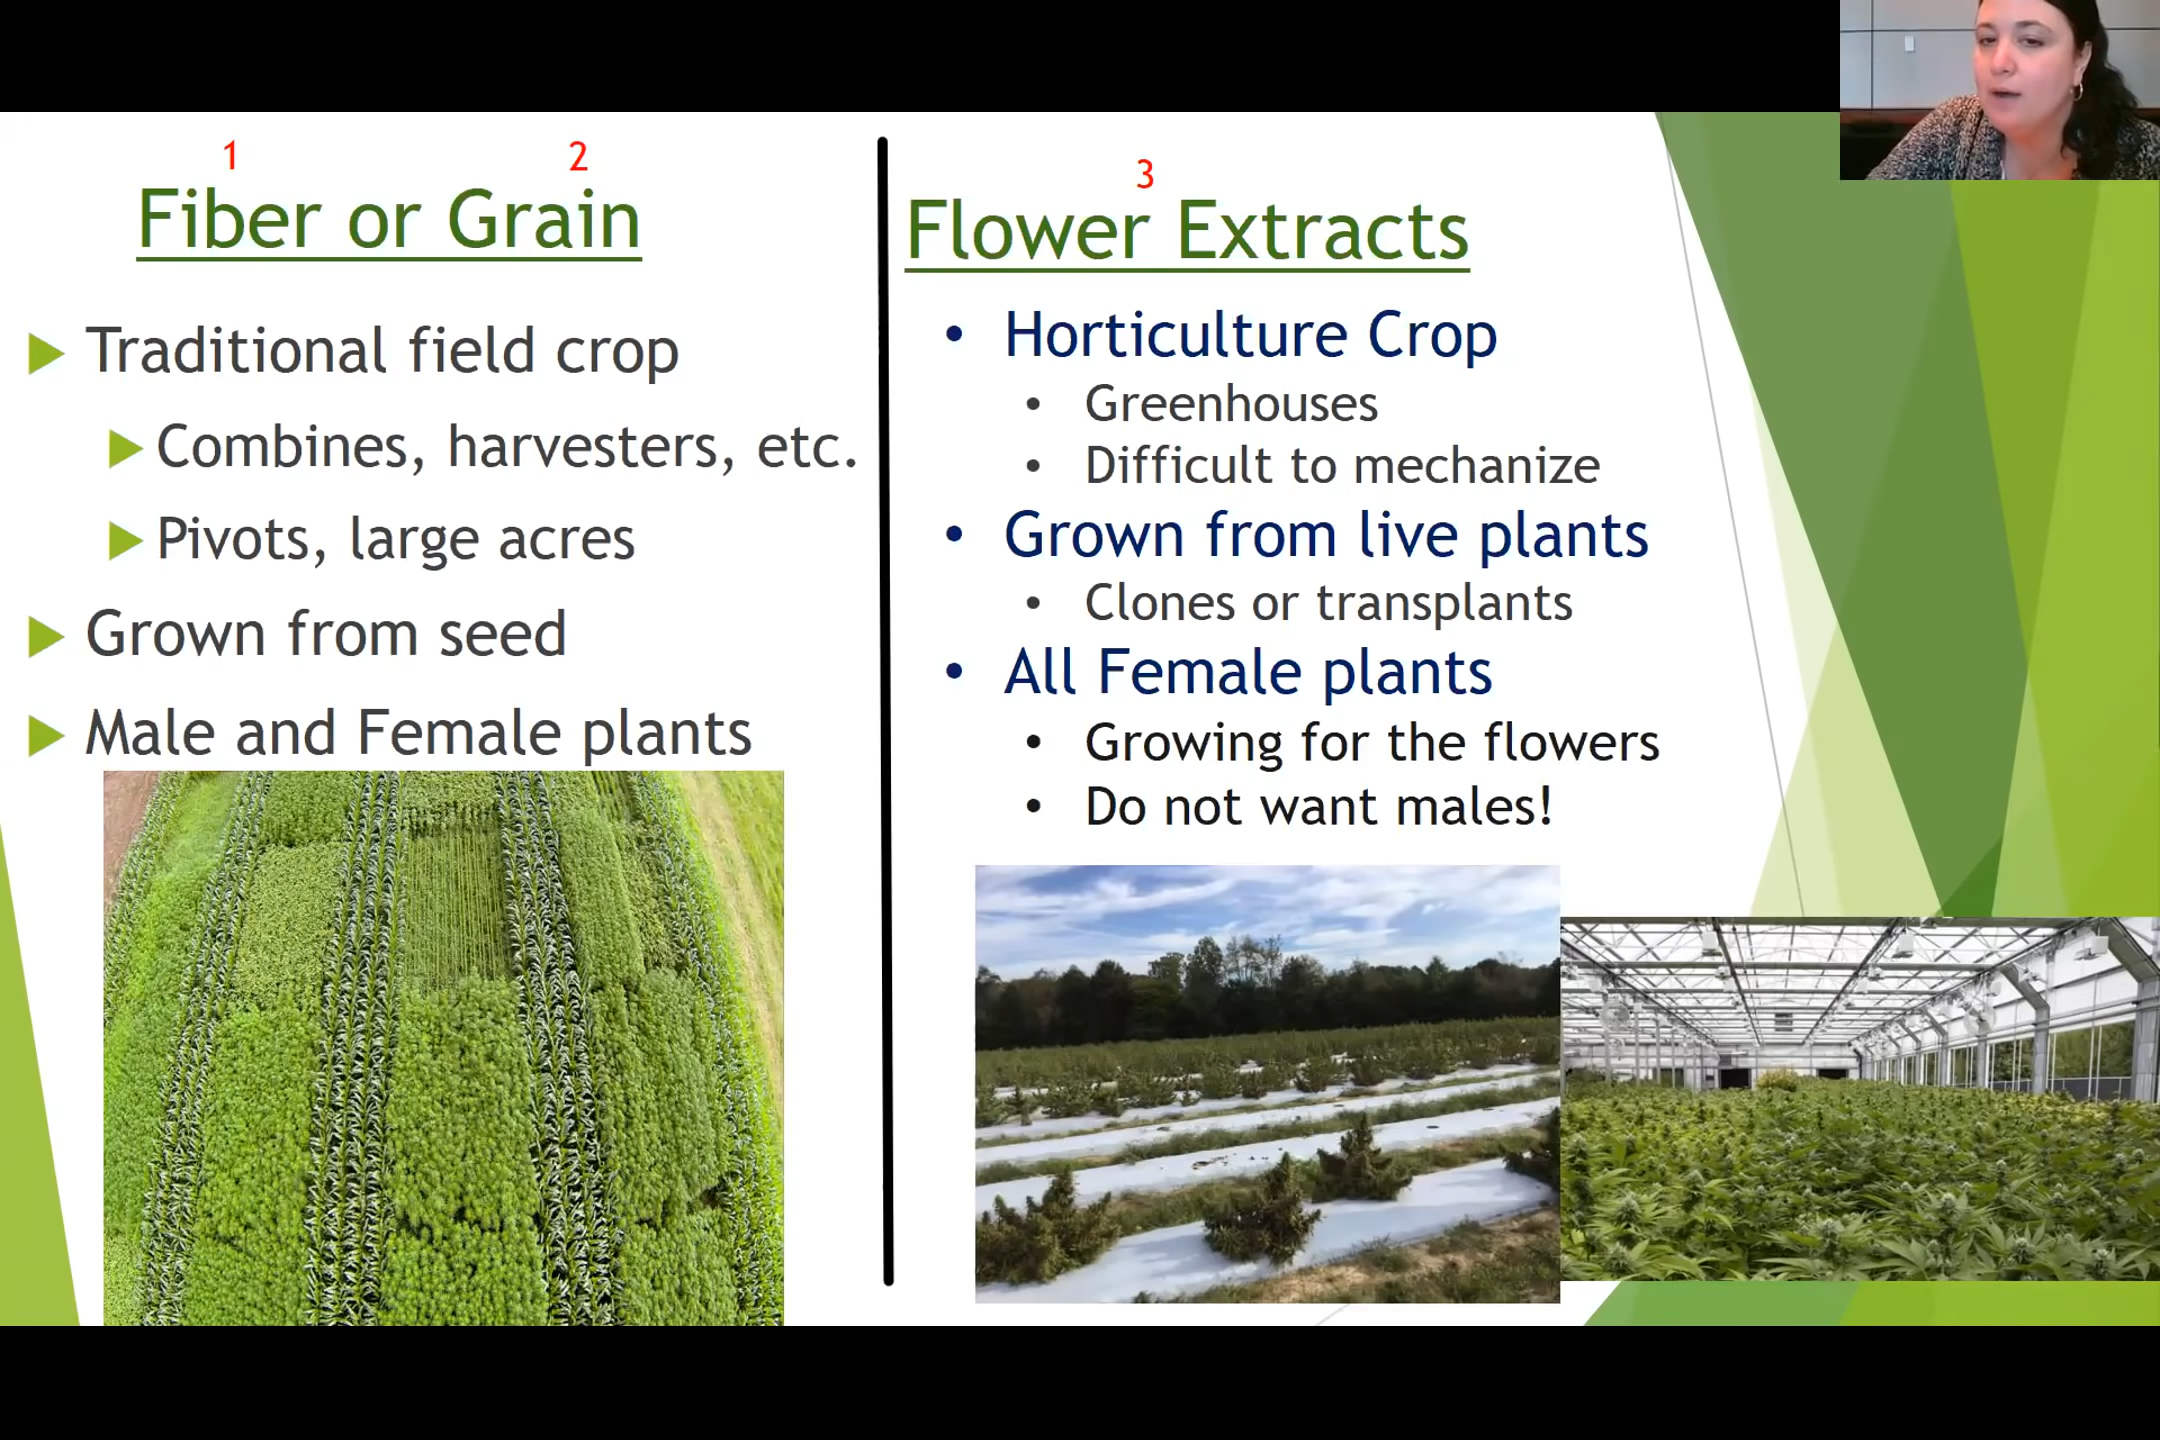 1 2
Fiber or Grain
Traditional field crop
Combines, harvesters, etc.
Pivots, large acres
Grown from seed
Male and Female plants
3
Flower Extracts
Horticulture Crop
Greenhouses
Difficult to mechanize
Grown from live plants
Clones or transplants
All Female plants
Growing for the flowers
Do not want males!